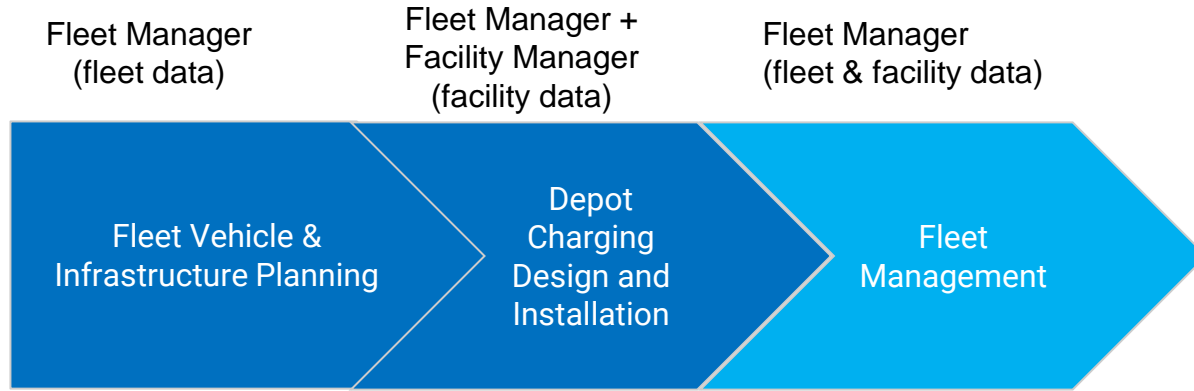 Fleet Manager
(fleet data)
Fleet Manager +
Facility Manager
(facility data)
Fleet Manager
(fleet & facility data)
Fleet Vehicle &
Infrastructure Planning
Depot
Charging
Design and
Installation
Fleet
Management